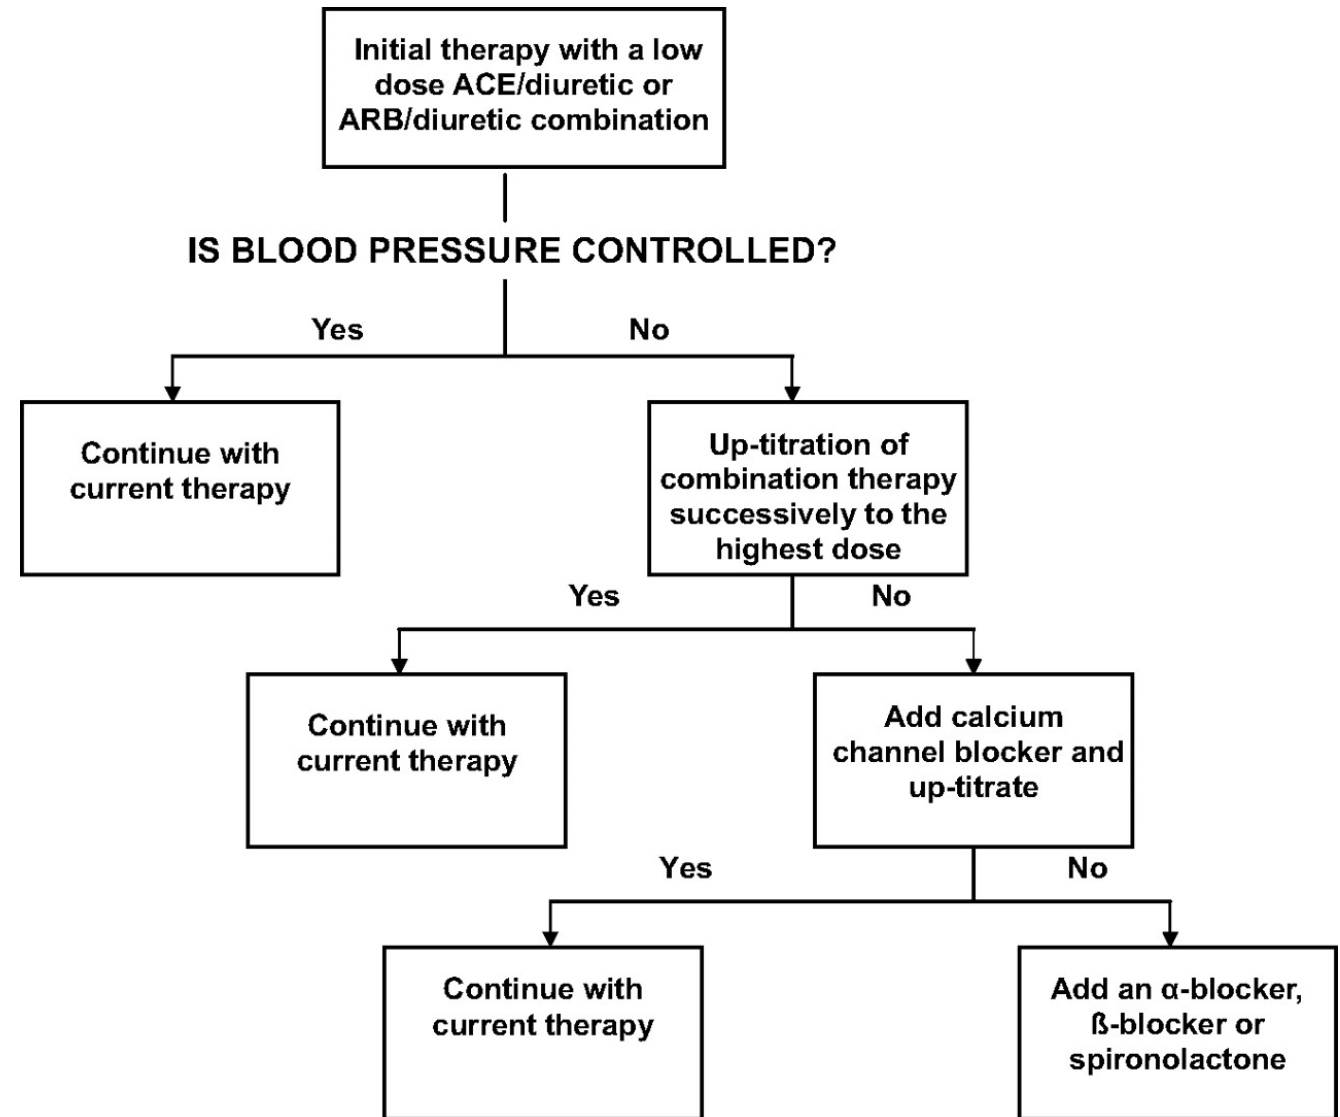 Initial therapy with a low
dose ACE/diuretic or
ARB/diuretic combination
IS BLOOD PRESSURE CONTROLLED?
Yes
No
Continue with
current therapy
Up-titration of
combination therapy
successively to the
highest dose
Yes
No
Continue with
current therapy
Add calcium
channel blocker and
up-titrate
Yes
No
Continue with
current therapy
Add an α-blocker,
ß-blocker or
spironolactone